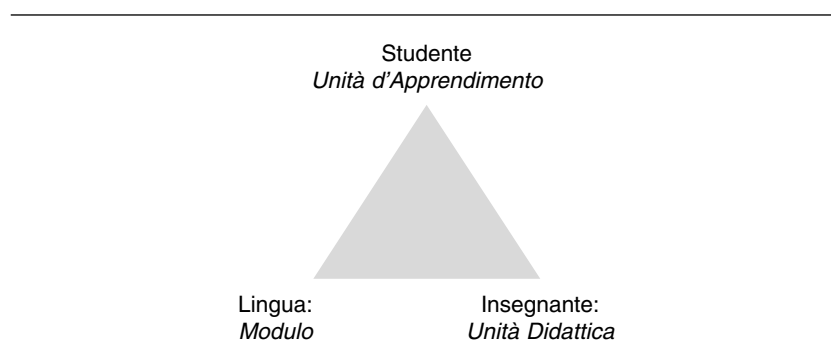 Studente
Unità d’Apprendimento
Lingua:
Modulo
Insegnante:
Unità Didattica